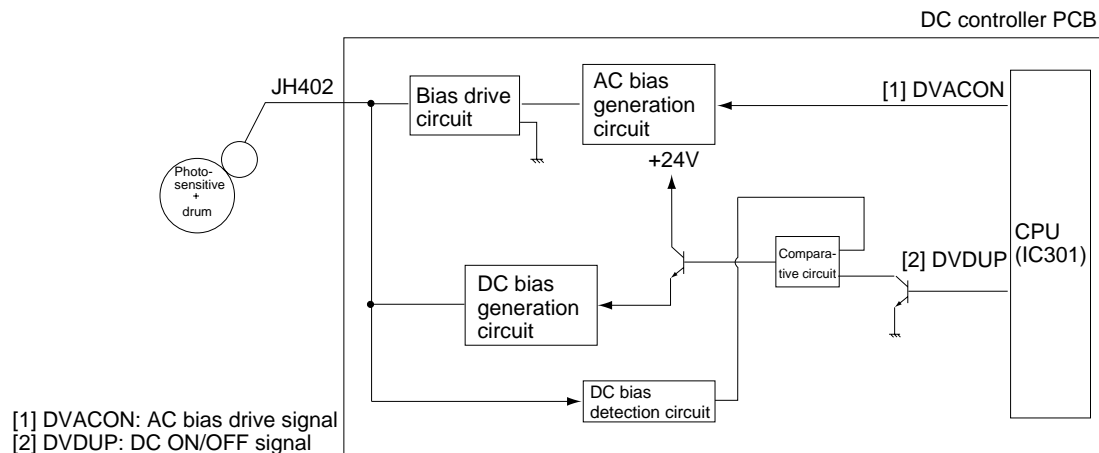 DC controller PCB
JH402
Bias drive
circuit
AC bias
generation
circuit
[1] DVACON
+24V
Photo-
sensitive
+
drum
CPU
(IC301)
Compara-
tive circuit
[2] DVDUP
DC bias
generation
circuit
DC bias
detection circuit
[1] DVACON: AC bias drive signal
[2] DVDUP: DC ON/OFF signal